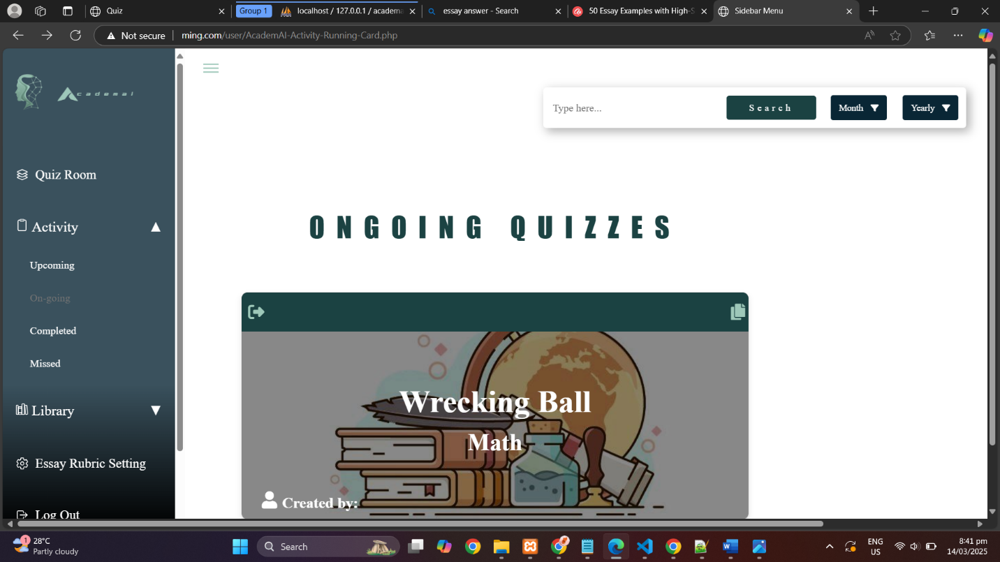 Quiz
Group 1
localhost / 127.0.0.1 / academa
essay answer - Search
50 Essay Examples with High-S
Sidebar Menu
Not secure
ming.com/user/AcademAI-Activity-Running-Card.php
cademai
Type here...
Search
Month
Yearly
Quiz Room
Activity
Upcoming
On-going
Completed
Missed
Library
Essay Rubric Setting
Log Out
ONGOING QUIZZES
Wrecking Ball
Math
Created by:
1
28°C
Partly cloudy
Search
ENG
US
8:41 pm
14/03/2025